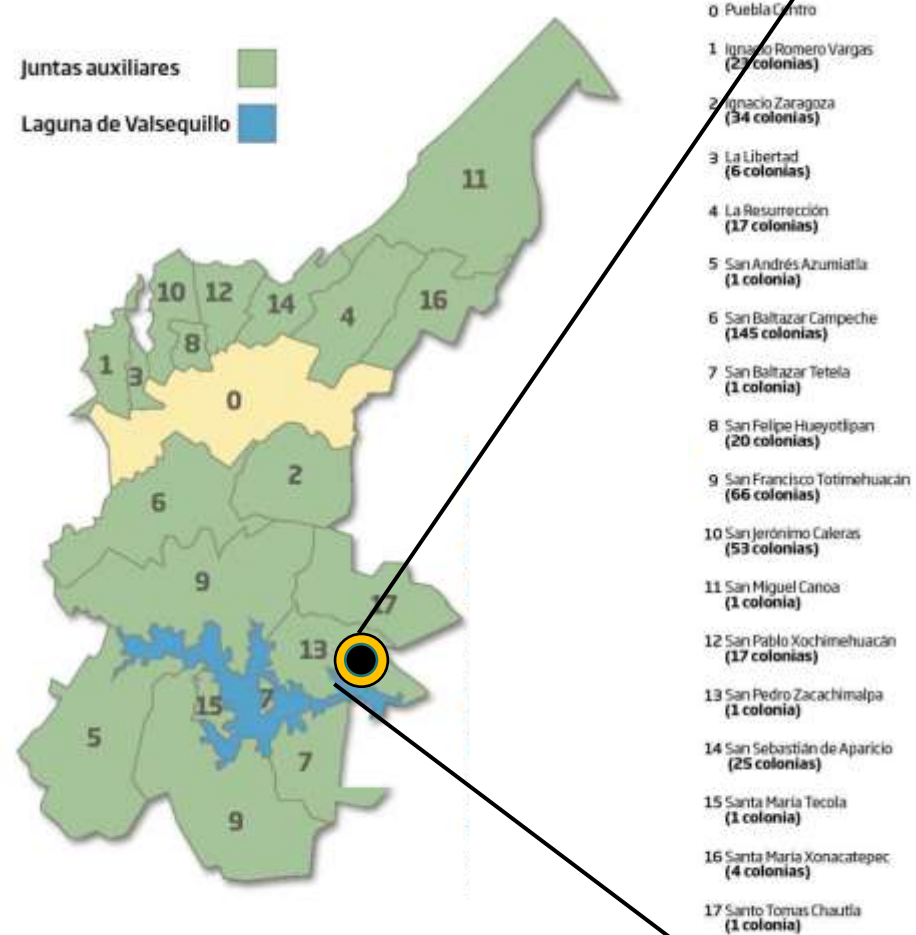 Juntas auxiliares
Laguna de Valsequillo
11
10
12
14
4
16
8
1
3
0
2
6
9
17
13
15
7
5
7
9
0 Puebla Centro
1 Ignacio Romero Vargas
(23 colonias)
2 Ignacio Zaragoza
(34 colonias)
3 La Libertad
(6 colonias)
4 La Resurrección
(17 colonias)
5 San Andrés Azumiatla
(1 colonia)
6 San Baltazar Campeche
(145 colonias)
7 San Baltazar Tetela
(1 colonia)
8 San Felipe Hueyotlipan
(20 colonias)
9 San Francisco Totimehuacán
(66 colonias)
10 San Jerónimo Caleras
(53 colonias)
11 San Miguel Canoa
(1 colonia)
12 San Pablo Xochimehuacán
(17 colonias)
13 San Pedro Zacachimalpa
(1 colonia)
14 San Sebastián de Aparicio
(25 colonias)
15 Santa María Tecola
(1 colonia)
16 Santa María Xonacatepec
(4 colonias)
17 Santo Tomas Chautla
(1 colonia)